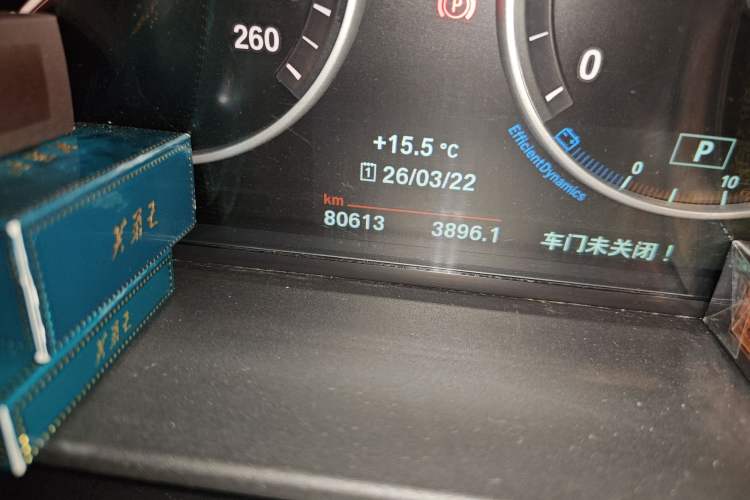 260
0
P
+15.5 °C
EfficientDynamics
P
0
10
26/03/22
km
80613
3896.1
车门未关闭！